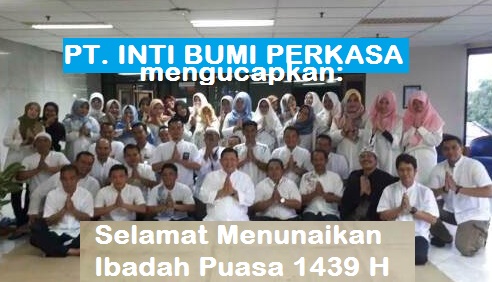 PT. INTI BUMI PERKASA
mengucapkan:
Selamat Menunaikan
Ibadah Puasa 1439 H